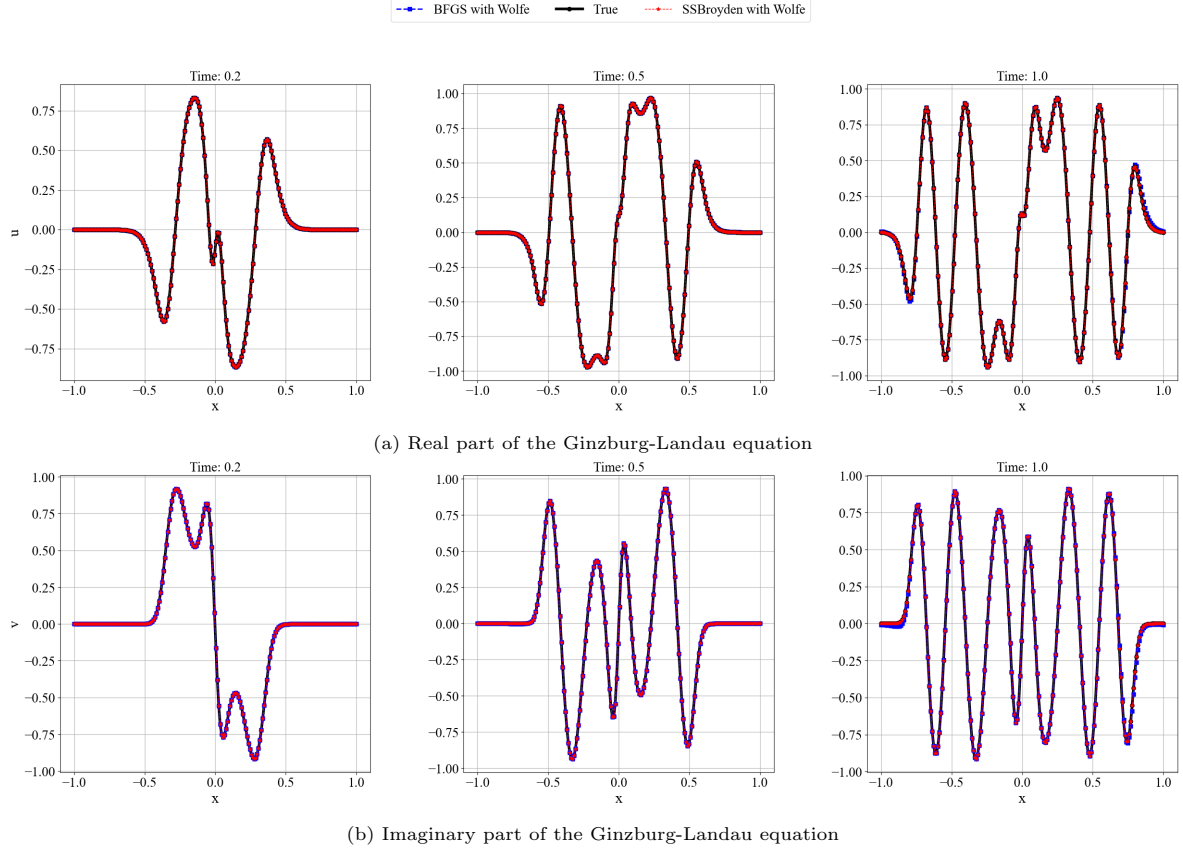 BFGS with Wolfe True SSBroyden with Wolfe
Time: 0.2 Time: 0.5 Time: 1.0
0.75
0.50
0.25
0.00
−0.25
−0.50
−0.75
u
−1.0 −0.5 0.0 0.5 1.0
x
1.00
0.75
0.50
0.25
0.00
−0.25
−0.50
−0.75
−1.00
−1.0 −0.5 0.0 0.5 1.0
x
1.00
0.75
0.50
0.25
0.00
−0.25
−0.50
−0.75
−1.00
−1.0 −0.5 0.0 0.5 1.0
x
(a) Real part of the Ginzburg-Landau equation
Time: 0.2 Time: 0.5 Time: 1.0
1.00
0.75
0.50
0.25
0.00
−0.25
−0.50
−0.75
−1.00
v
−1.0 −0.5 0.0 0.5 1.0
x
1.00
0.75
0.50
0.25
0.00
−0.25
−0.50
−0.75
−1.00
−1.0 −0.5 0.0 0.5 1.0
x
1.00
0.75
0.50
0.25
0.00
−0.25
−0.50
−0.75
−1.00
−1.0 −0.5 0.0 0.5 1.0
x
(b) Imaginary part of the Ginzburg-Landau equation